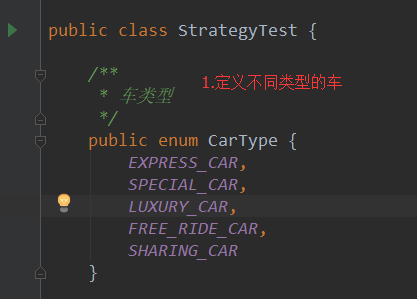 public class StrategyTest {
/**
* 车类型
1.定义不同类型的车
*/
public enum CarType {
EXPRESS_CAR,
SPECIAL_CAR,
LUXURY_CAR,
FREE_RIDE_CAR,
SHARING_CAR
}